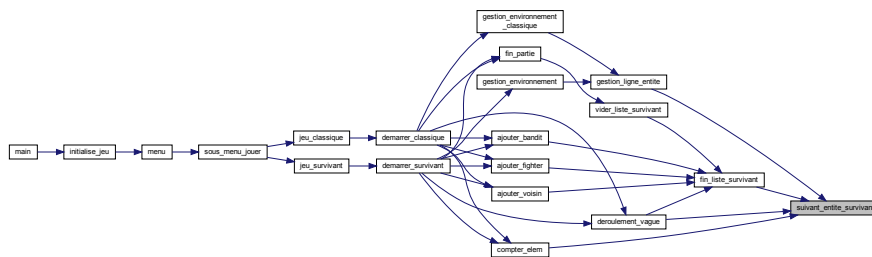 gestion_environnement
_classique
fin_partie
gestion_environnement
gestion_ligne_entite
vider_liste_survivant
main
initialise_jeu
menu
sous_menu_jouer
jeu_classique
jeu_survivant
demarrer_classique
demarrer_survivant
ajouter_bandit
ajouter_fighter
ajouter_voisin
fin_liste_survivant
deroulement_vague
compter_elem
suivant_entite_survivant